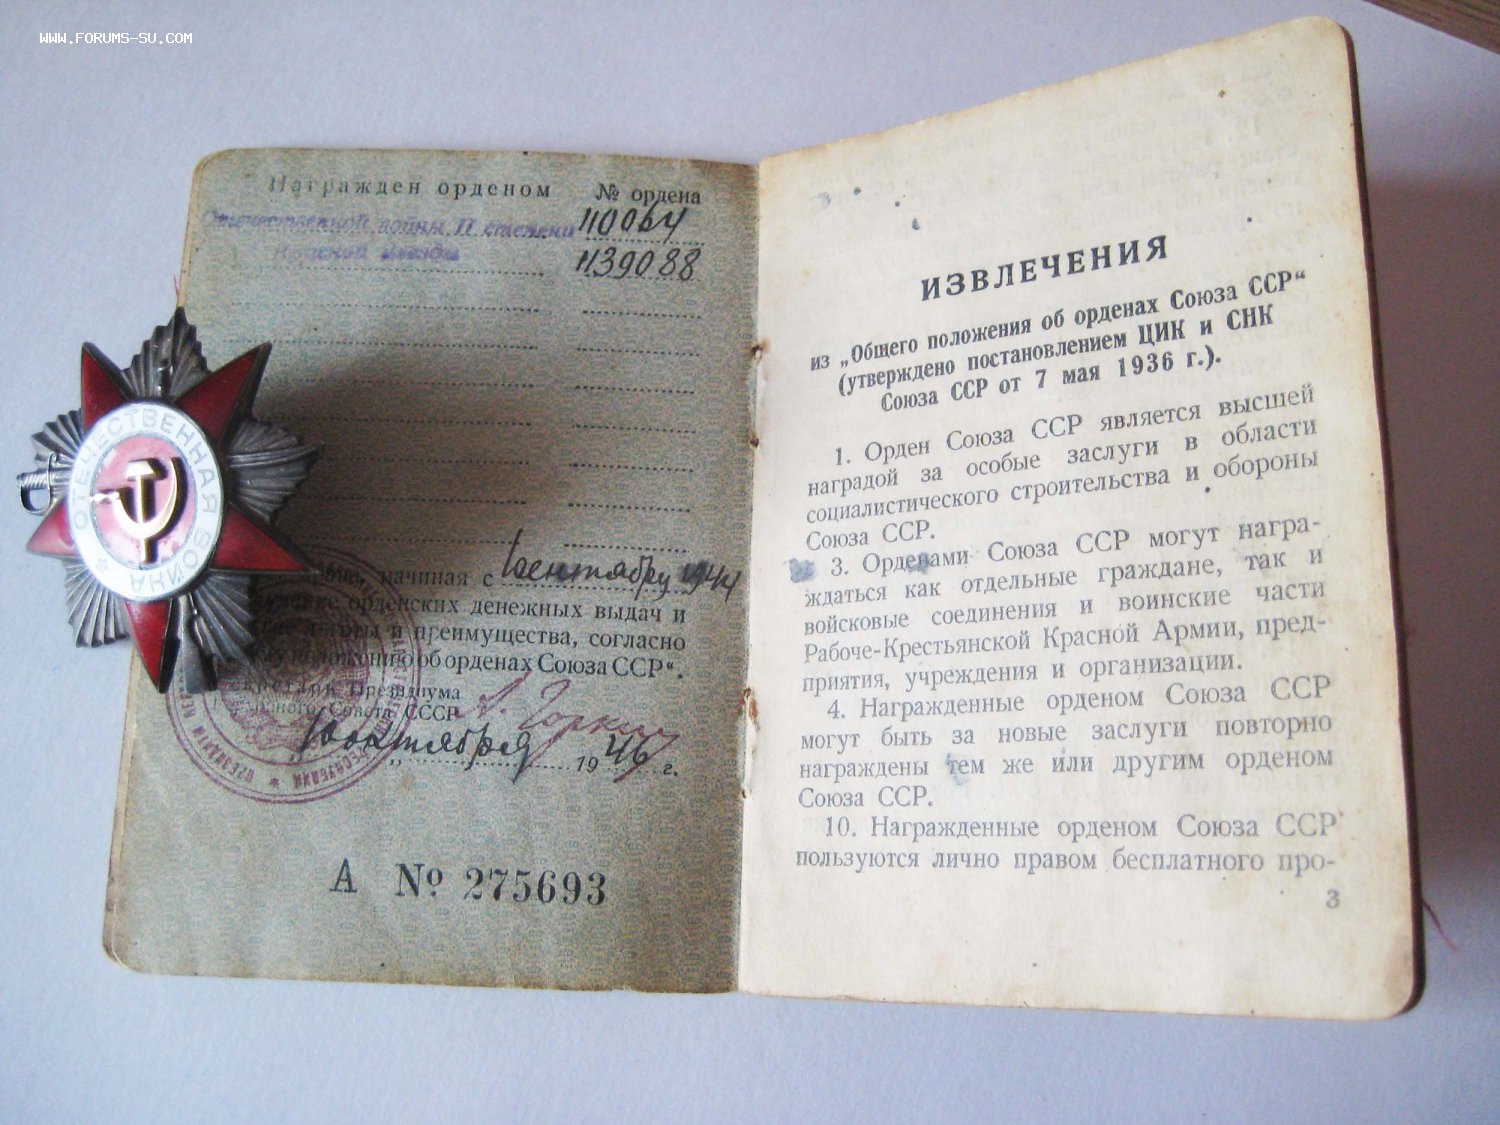 WWW.FORUMS-SU.COM
Награжден орденом № ордена
Отечественной войны II степени 110064
Красной Звезды 1139088
ОТЕЧЕСТВЕННАЯ ВОЙНА
начиная с 1 сентября 1944
орденских денежных выдач и
и преимущества, согласно
об орденах Союза ССР“.
Президиума
Совета СССР
А. Горкин
10 октября 1946 г.
А № 275693
ИЗВЛЕЧЕНИЯ
из „Общего положения об орденах Союза ССР“
(утверждено постановлением ЦИК и СНК
Союза ССР от 7 мая 1936 г.).
1. Орден Союза ССР является высшей
наградой за особые заслуги в области
социалистического строительства и обороны
Союза ССР.
3. Орденами Союза ССР могут награ-
ждаться как отдельные граждане, так и
войсковые соединения и воинские части
Рабоче-Крестьянской Красной Армии, пред-
приятия, учреждения и организации.
4. Награжденные орденом Союза ССР
могут быть за новые заслуги повторно
награждены тем же или другим орденом
Союза ССР.
10. Награжденные орденом Союза ССР
пользуются лично правом бесплатного про-
3